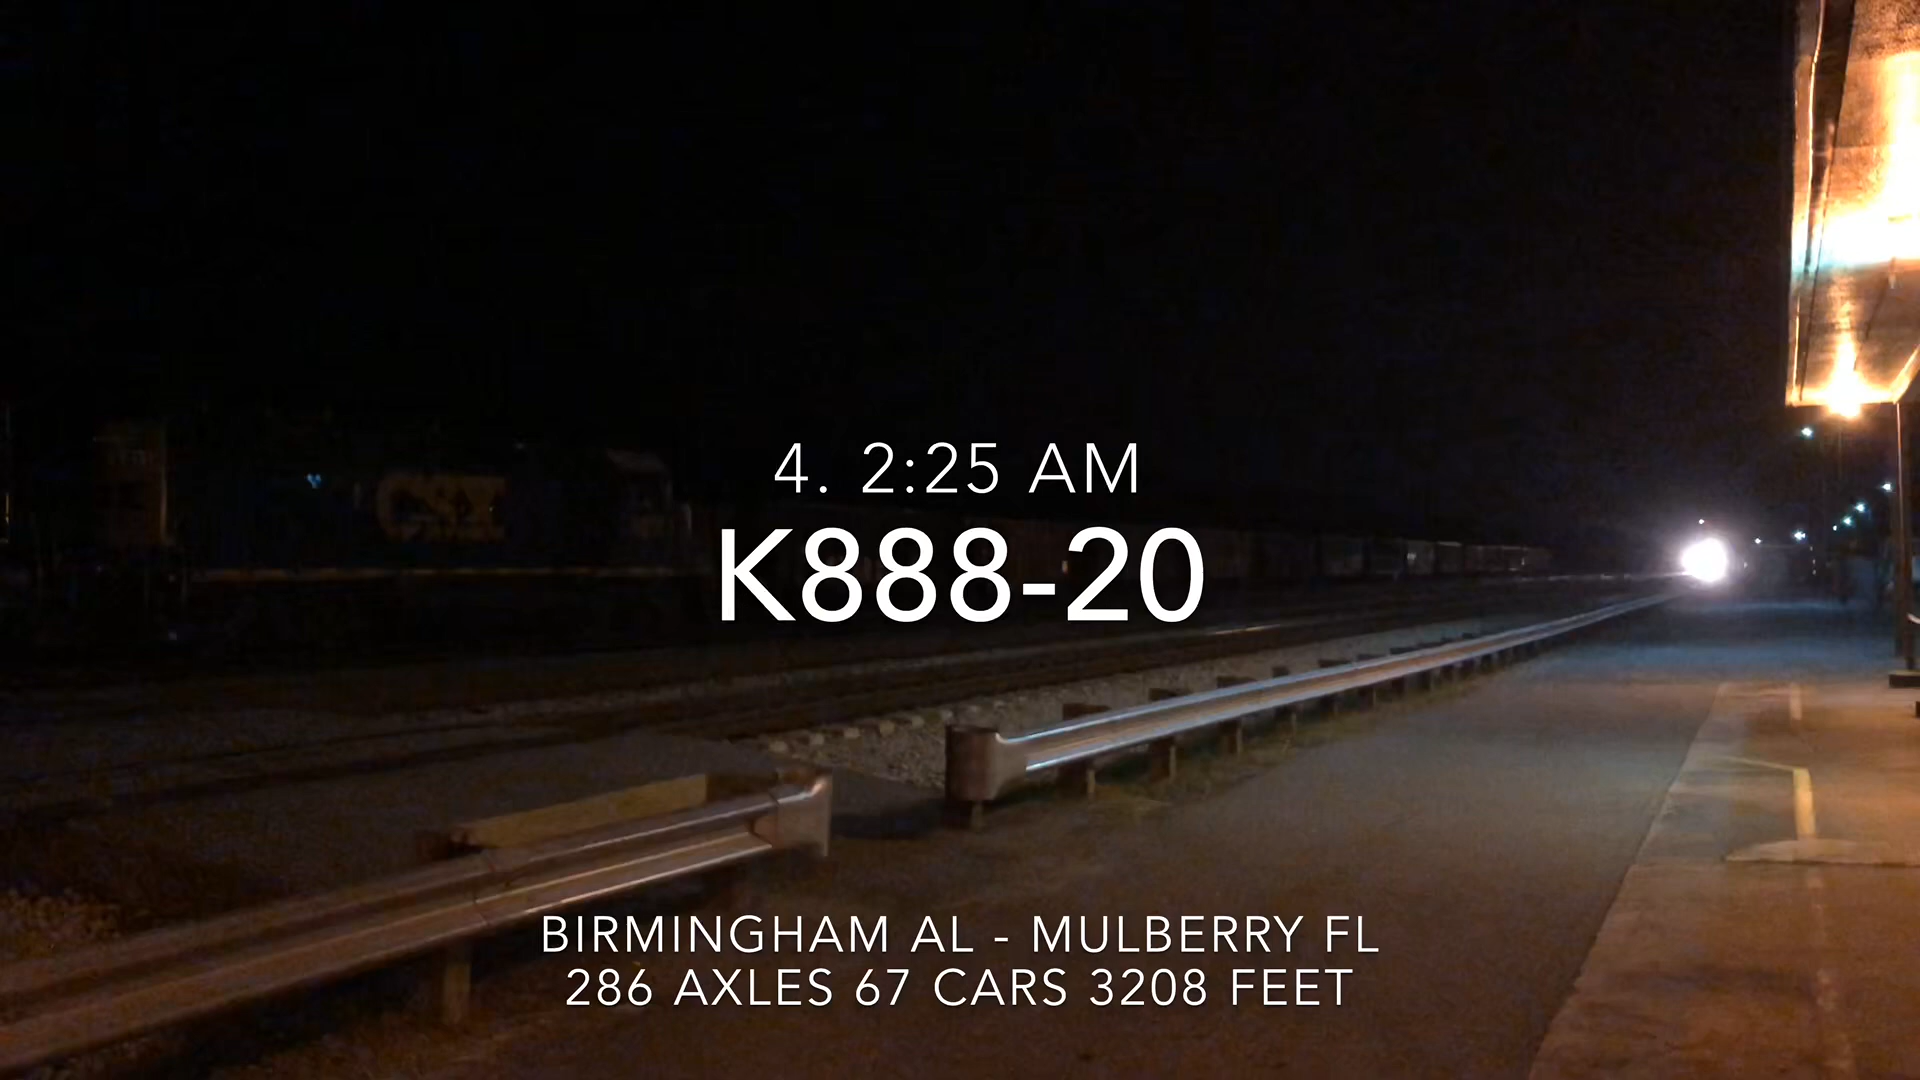 CSX
4. 2:25 AM
K888-20
BIRMINGHAM AL - MULBERRY FL
286 AXLES 67 CARS 3208 FEET